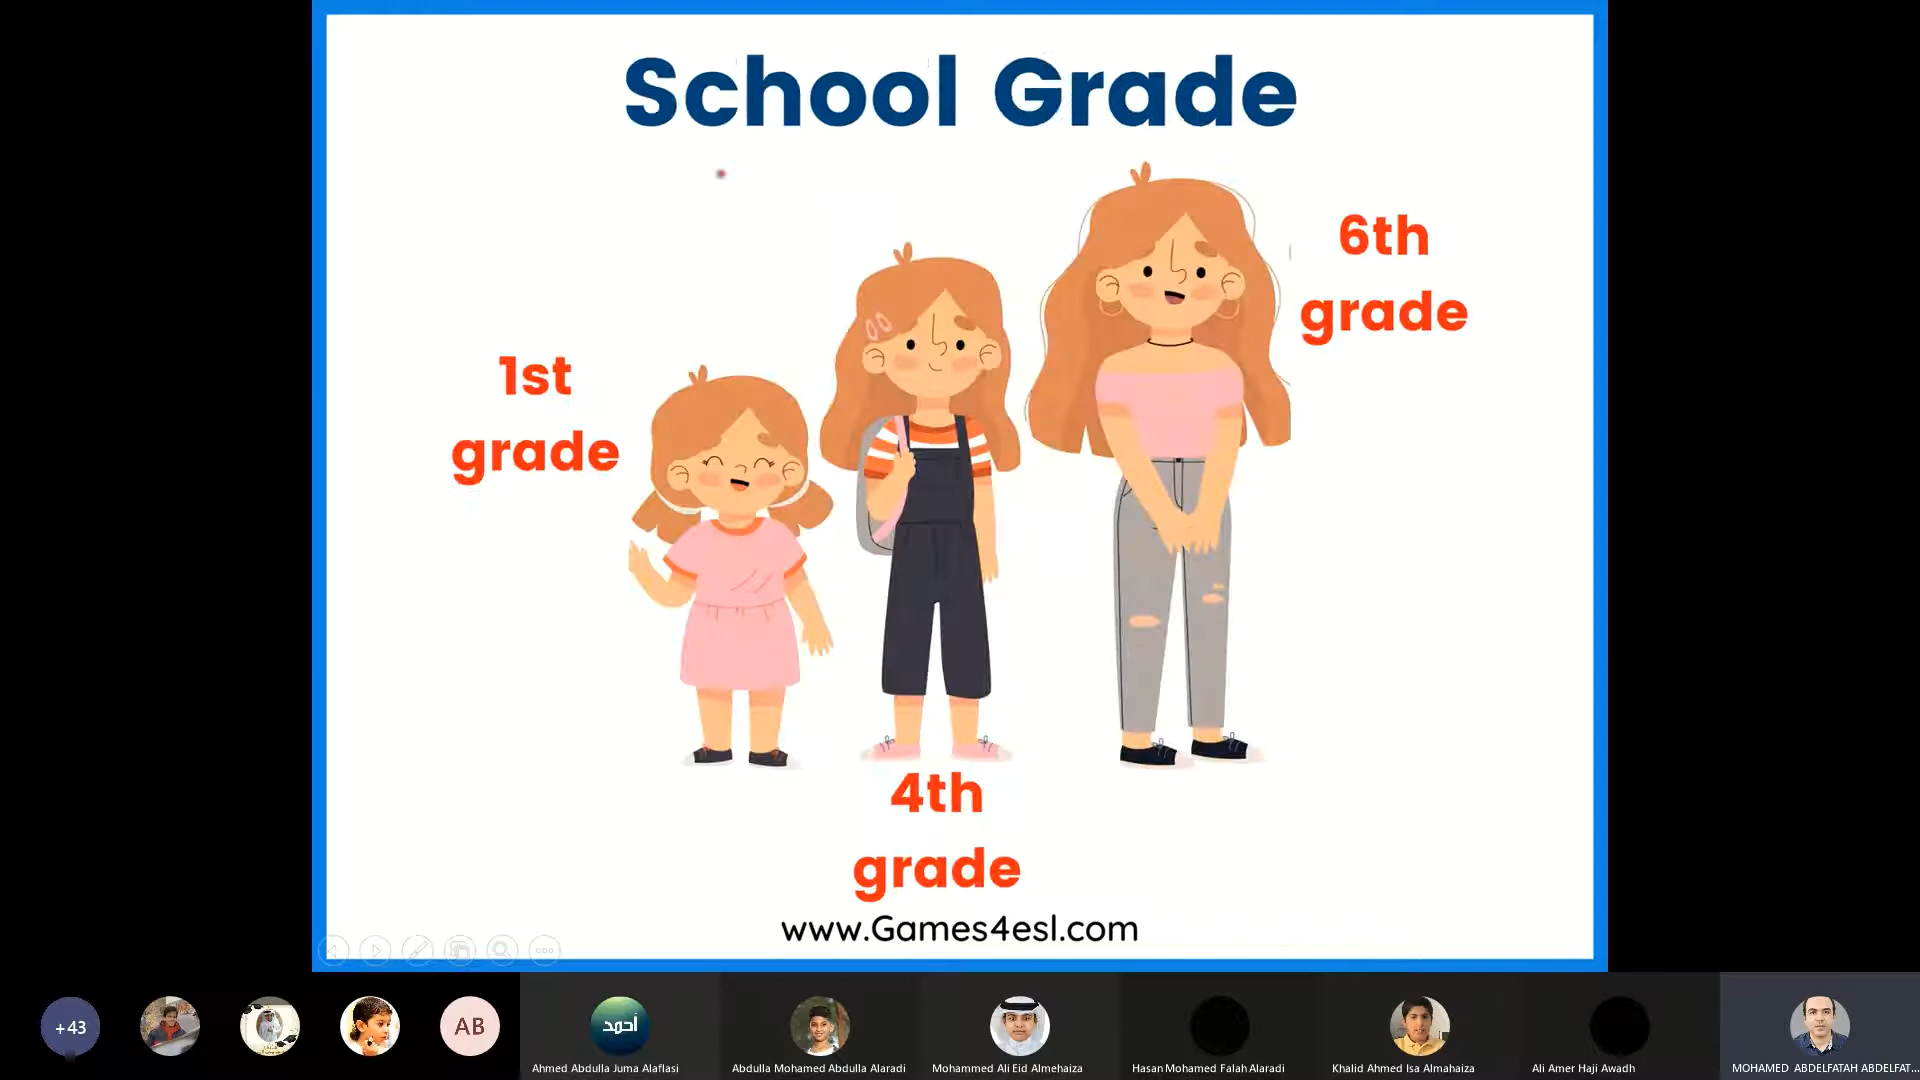 School Grade
6th
grade
1st
grade
4th
grade
www.Games4esl.com
+43
AB
أحمد
Ahmed Abdulla Juma Alaflasi
Abdulla Mohamed Abdulla Alaradi
Mohammed Ali Eid Almehaiza
Hasan Mohamed Falah Alaradi
Khalid Ahmed Isa Almahaiza
Ali Amer Haji Awadh
MOHAMED ABDELFATAH ABDELFAT...